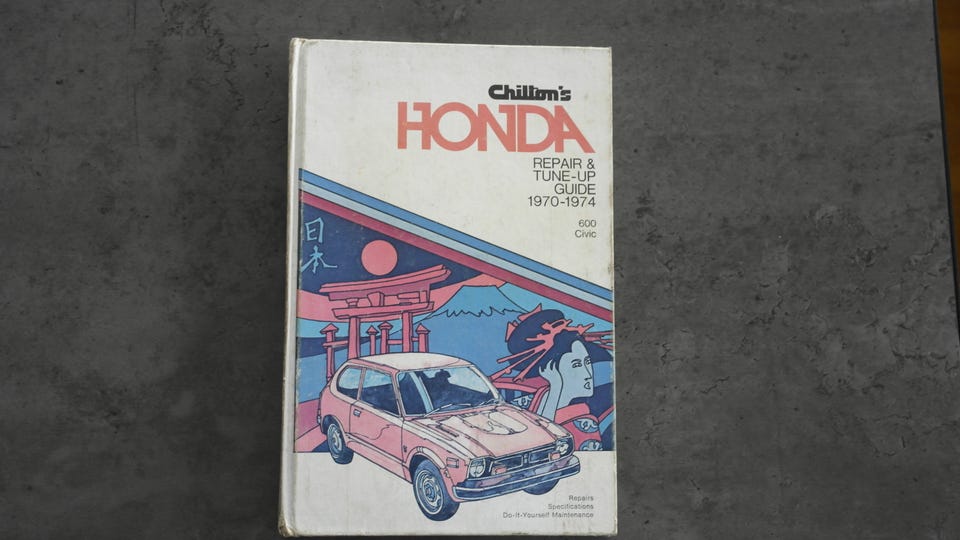 Chilton's
HONDA
REPAIR &
TUNE-UP
GUIDE
1970-1974
600
Civic
日
本
Repairs
Specifications
Do-It-Yourself Maintenance